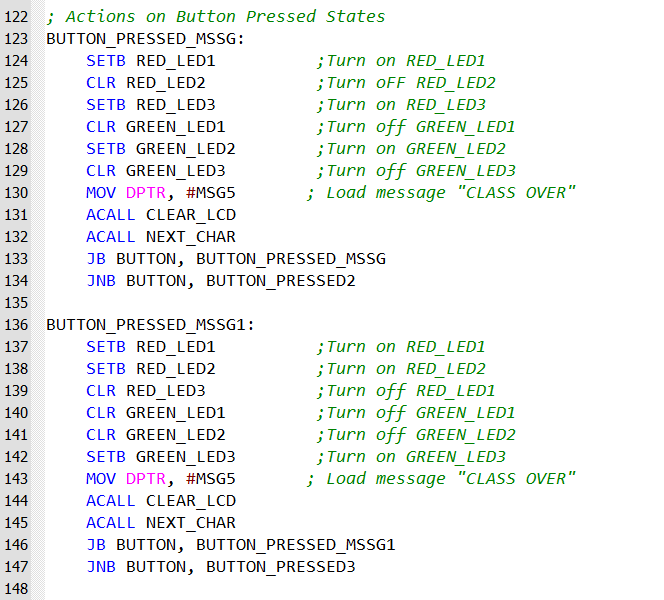 122 ; Actions on Button Pressed States
123 BUTTON_PRESSED_MSSG:
124     SETB RED_LED1          ;Turn on RED_LED1
125     CLR RED_LED2           ;Turn oFF RED_LED2
126     SETB RED_LED3          ;Turn on RED_LED3
127     CLR GREEN_LED1         ;Turn off GREEN_LED1
128     SETB GREEN_LED2        ;Turn on GREEN_LED2
129     CLR GREEN_LED3         ;Turn off GREEN_LED3
130     MOV DPTR, #MSG5       ; Load message "CLASS OVER"
131     ACALL CLEAR_LCD
132     ACALL NEXT_CHAR
133     JB BUTTON, BUTTON_PRESSED_MSSG
134     JNB BUTTON, BUTTON_PRESSED2
135
136 BUTTON_PRESSED_MSSG1:
137     SETB RED_LED1          ;Turn on RED_LED1
138     SETB RED_LED2          ;Turn on RED_LED2
139     CLR RED_LED3           ;Turn off RED_LED1
140     CLR GREEN_LED1         ;Turn off GREEN_LED1
141     CLR GREEN_LED2         ;Turn off GREEN_LED2
142     SETB GREEN_LED3        ;Turn on GREEN_LED3
143     MOV DPTR, #MSG5       ; Load message "CLASS OVER"
144     ACALL CLEAR_LCD
145     ACALL NEXT_CHAR
146     JB BUTTON, BUTTON_PRESSED_MSSG1
147     JNB BUTTON, BUTTON_PRESSED3
148